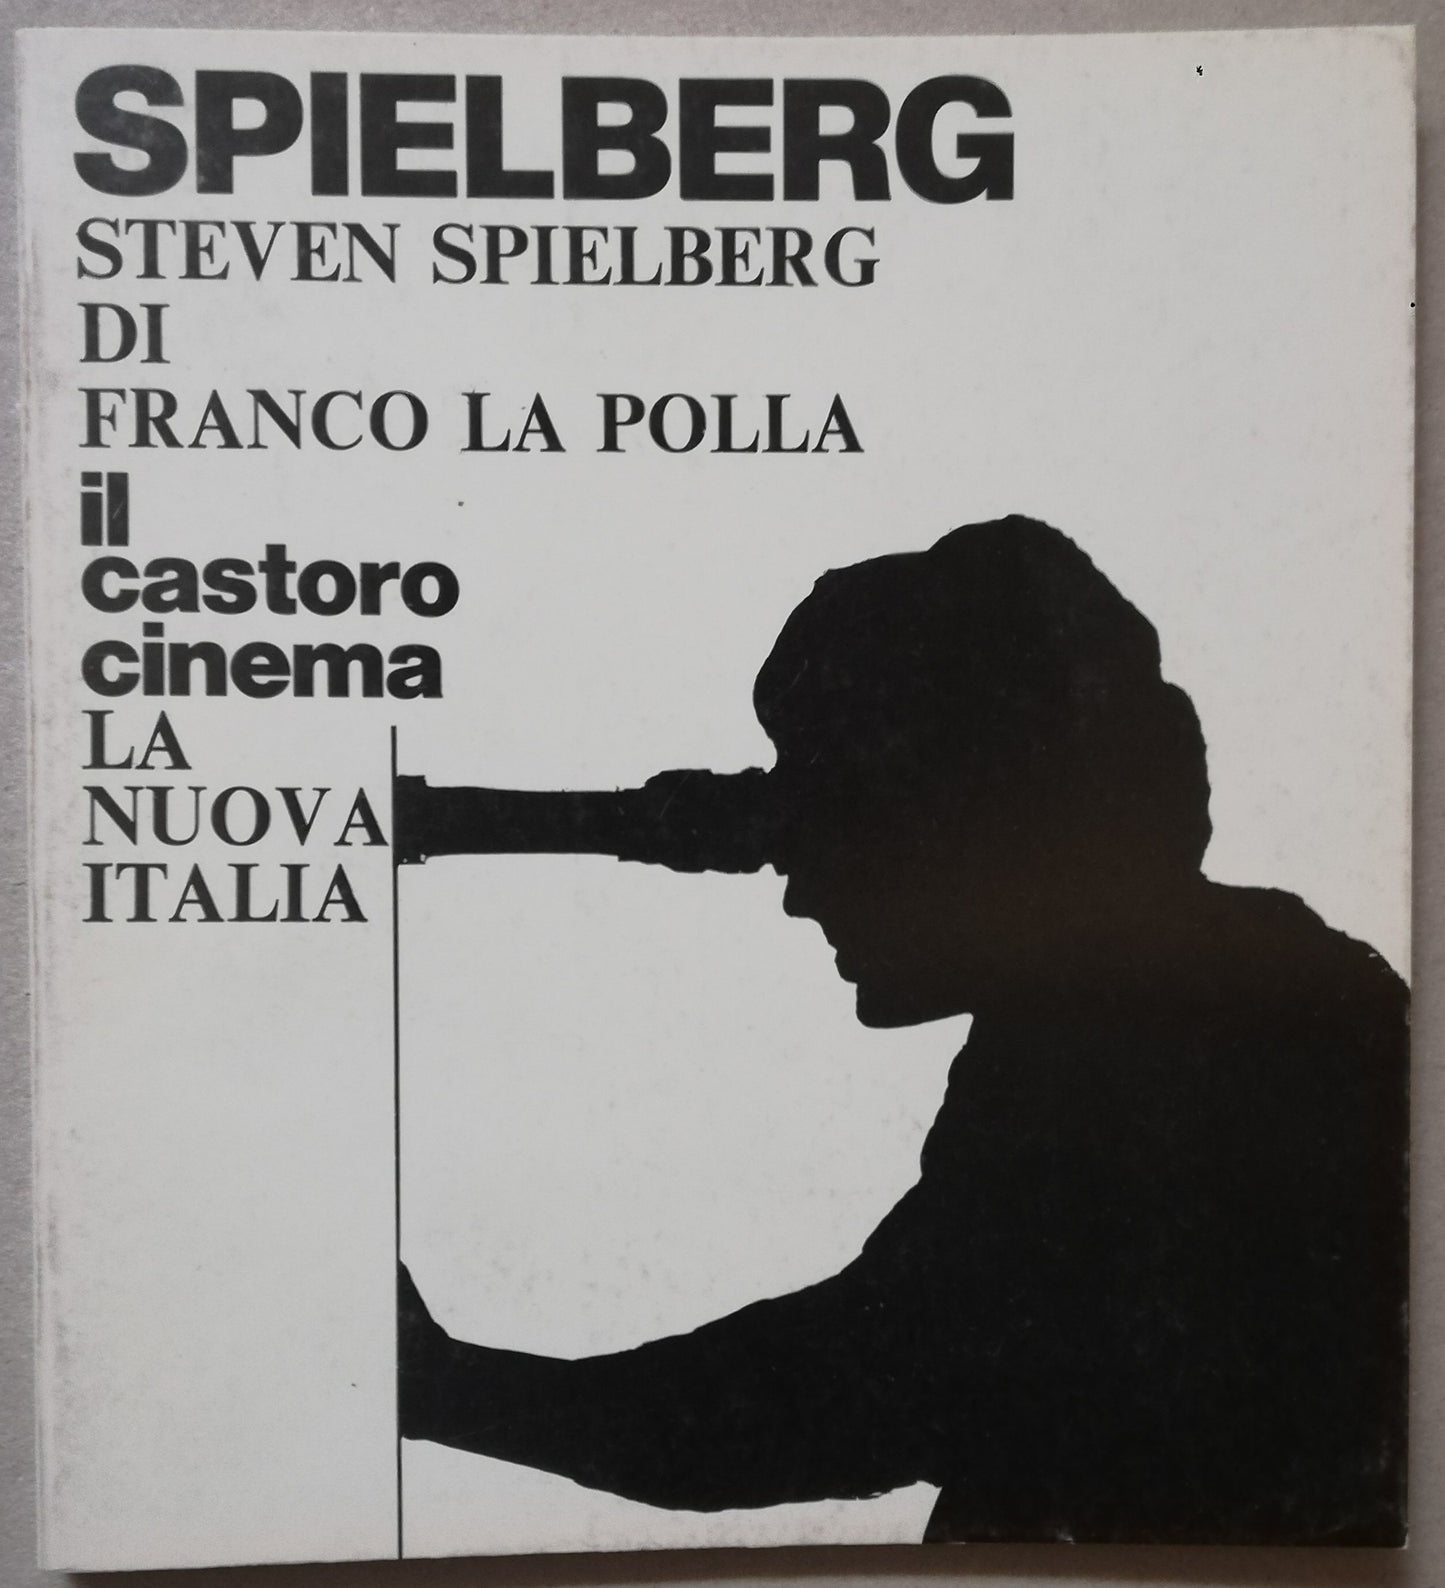 SPIELBERG
STEVEN SPIELBERG
DI
FRANCO LA POLLA
il
castoro
cinema
LA
NUOVA
ITALIA